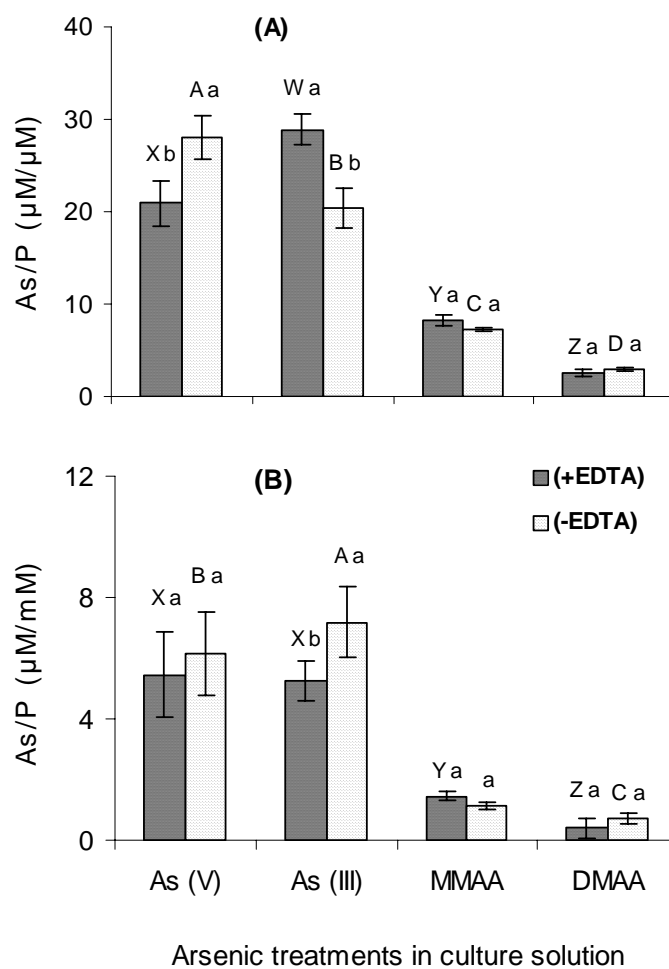 (A)
40
30
20
10
0
As/P (µM/µM)
Xb Aa Wa Bb Ya Ca Za Da
(B)
12
8
4
0
As/P (µM/mM)
(+EDTA)
(-EDTA)
Xa Ba Xb Aa Ya a Za Ca
As (V) As (III) MMAA DMAA
Arsenic treatments in culture solution